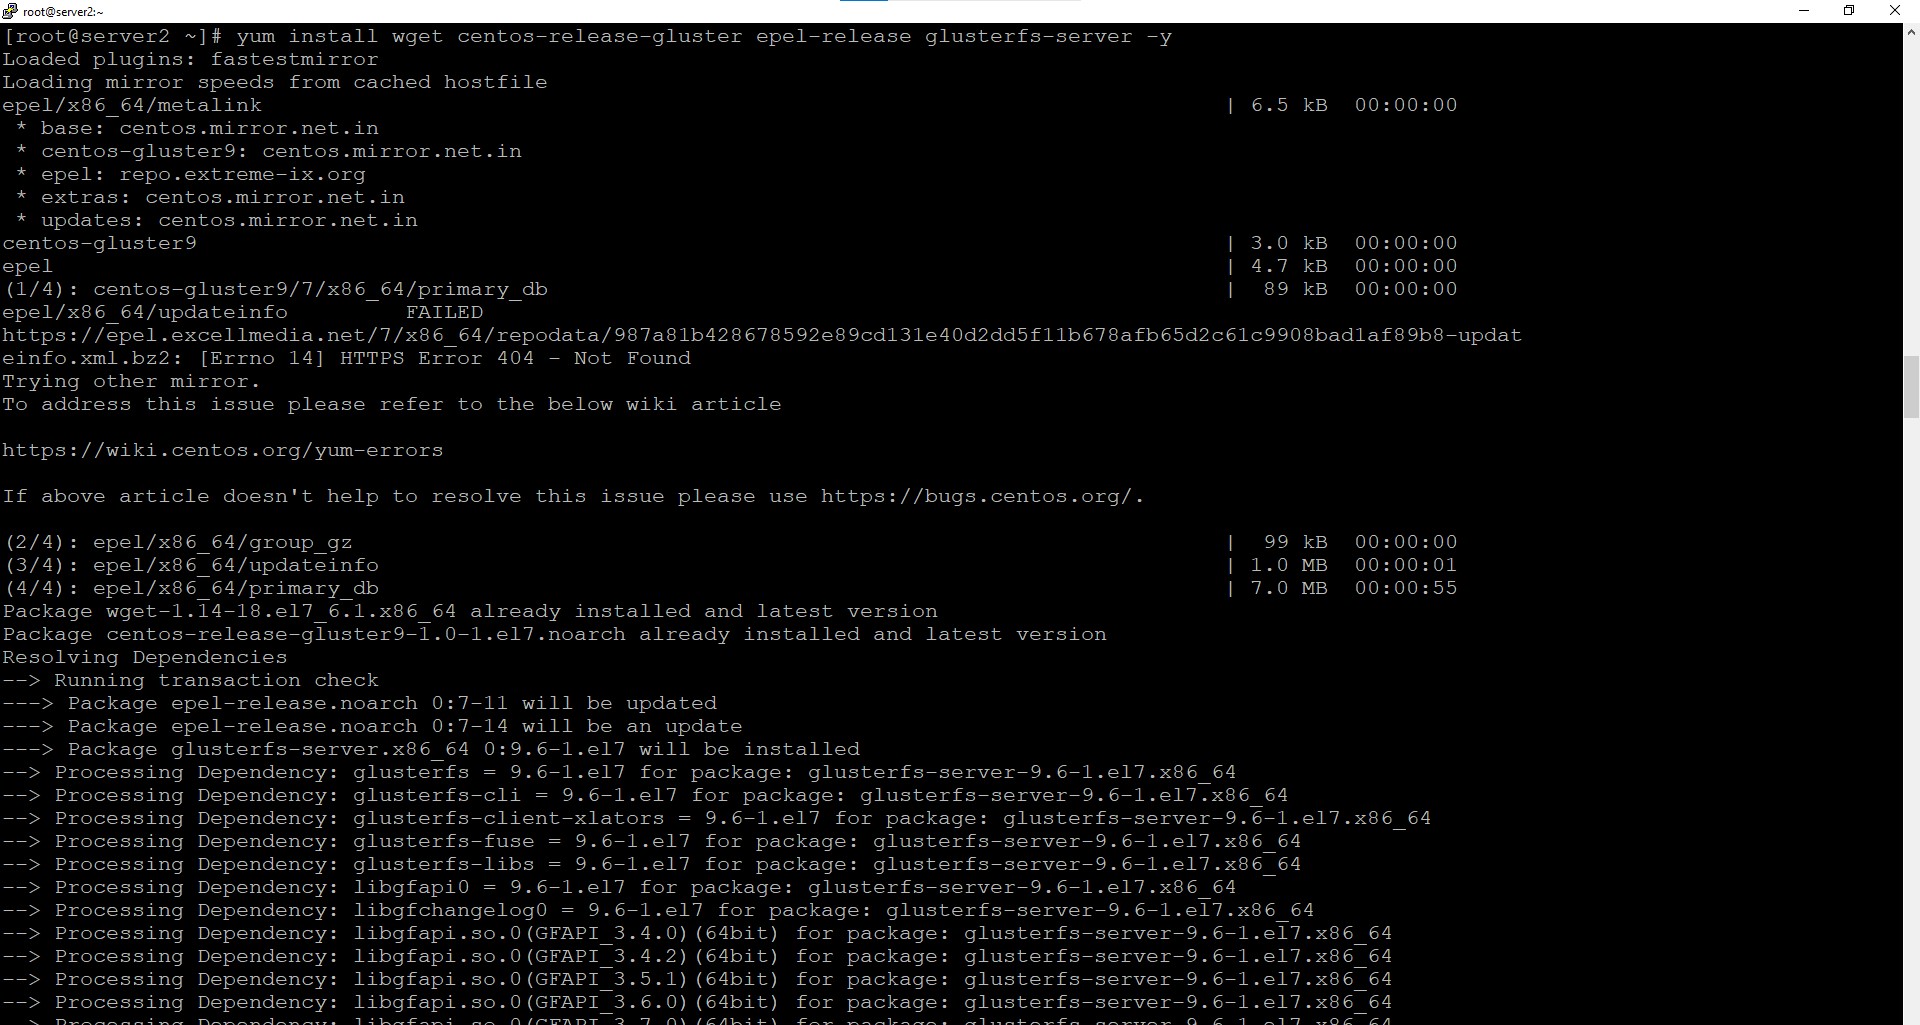 root@server2:~
[root@server2 ~]# yum install wget centos-release-gluster epel-release glusterfs-server -y
Loaded plugins: fastestmirror
Loading mirror speeds from cached hostfile
epel/x86_64/metalink | 6.5 kB 00:00:00
* base: centos.mirror.net.in
* centos-gluster9: centos.mirror.net.in
* epel: repo.extreme-ix.org
* extras: centos.mirror.net.in
* updates: centos.mirror.net.in
centos-gluster9 | 3.0 kB 00:00:00
epel | 4.7 kB 00:00:00
(1/4): centos-gluster9/7/x86_64/primary_db | 89 kB 00:00:00
epel/x86_64/updateinfo FAILED
https://epel.excellmedia.net/7/x86_64/repodata/987a81b428678592e89cd131e40d2dd5f11b678afb65d2c61c9908bad1af89b8-updat
einfo.xml.bz2: [Errno 14] HTTPS Error 404 - Not Found
Trying other mirror.
To address this issue please refer to the below wiki article
https://wiki.centos.org/yum-errors
If above article doesn't help to resolve this issue please use https://bugs.centos.org/.
(2/4): epel/x86_64/group_gz | 99 kB 00:00:00
(3/4): epel/x86_64/updateinfo | 1.0 MB 00:00:01
(4/4): epel/x86_64/primary_db | 7.0 MB 00:00:55
Package wget-1.14-18.el7_6.1.x86_64 already installed and latest version
Package centos-release-gluster9-1.0-1.el7.noarch already installed and latest version
Resolving Dependencies
--> Running transaction check
---> Package epel-release.noarch 0:7-11 will be updated
---> Package epel-release.noarch 0:7-14 will be an update
---> Package glusterfs-server.x86_64 0:9.6-1.el7 will be installed
--> Processing Dependency: glusterfs = 9.6-1.el7 for package: glusterfs-server-9.6-1.el7.x86_64
--> Processing Dependency: glusterfs-cli = 9.6-1.el7 for package: glusterfs-server-9.6-1.el7.x86_64
--> Processing Dependency: glusterfs-client-xlators = 9.6-1.el7 for package: glusterfs-server-9.6-1.el7.x86_64
--> Processing Dependency: glusterfs-fuse = 9.6-1.el7 for package: glusterfs-server-9.6-1.el7.x86_64
--> Processing Dependency: glusterfs-libs = 9.6-1.el7 for package: glusterfs-server-9.6-1.el7.x86_64
--> Processing Dependency: libgfapi0 = 9.6-1.el7 for package: glusterfs-server-9.6-1.el7.x86_64
--> Processing Dependency: libgfchangelog0 = 9.6-1.el7 for package: glusterfs-server-9.6-1.el7.x86_64
--> Processing Dependency: libgfapi.so.0(GFAPI_3.4.0)(64bit) for package: glusterfs-server-9.6-1.el7.x86_64
--> Processing Dependency: libgfapi.so.0(GFAPI_3.4.2)(64bit) for package: glusterfs-server-9.6-1.el7.x86_64
--> Processing Dependency: libgfapi.so.0(GFAPI_3.5.1)(64bit) for package: glusterfs-server-9.6-1.el7.x86_64
--> Processing Dependency: libgfapi.so.0(GFAPI_3.6.0)(64bit) for package: glusterfs-server-9.6-1.el7.x86_64
--> Processing Dependency: libgfapi.so.0(GFAPI_3.7.0)(64bit) for package: glusterfs-server-9.6-1.el7.x86_64